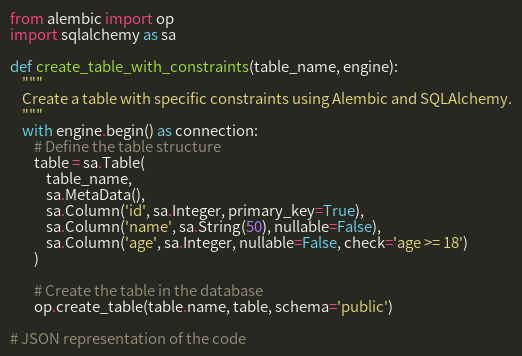 from alembic import op
import sqlalchemy as sa

def create_table_with_constraints(table_name, engine):
    """
    Create a table with specific constraints using Alembic and SQLAlchemy.
    """
    with engine.begin() as connection:
        # Define the table structure
        table = sa.Table(
            table_name,
            sa.MetaData(),
            sa.Column('id', sa.Integer, primary_key=True),
            sa.Column('name', sa.String(50), nullable=False),
            sa.Column('age', sa.Integer, nullable=False, check='age >= 18')
        )

        # Create the table in the database
        op.create_table(table.name, table, schema='public')

# JSON representation of the code